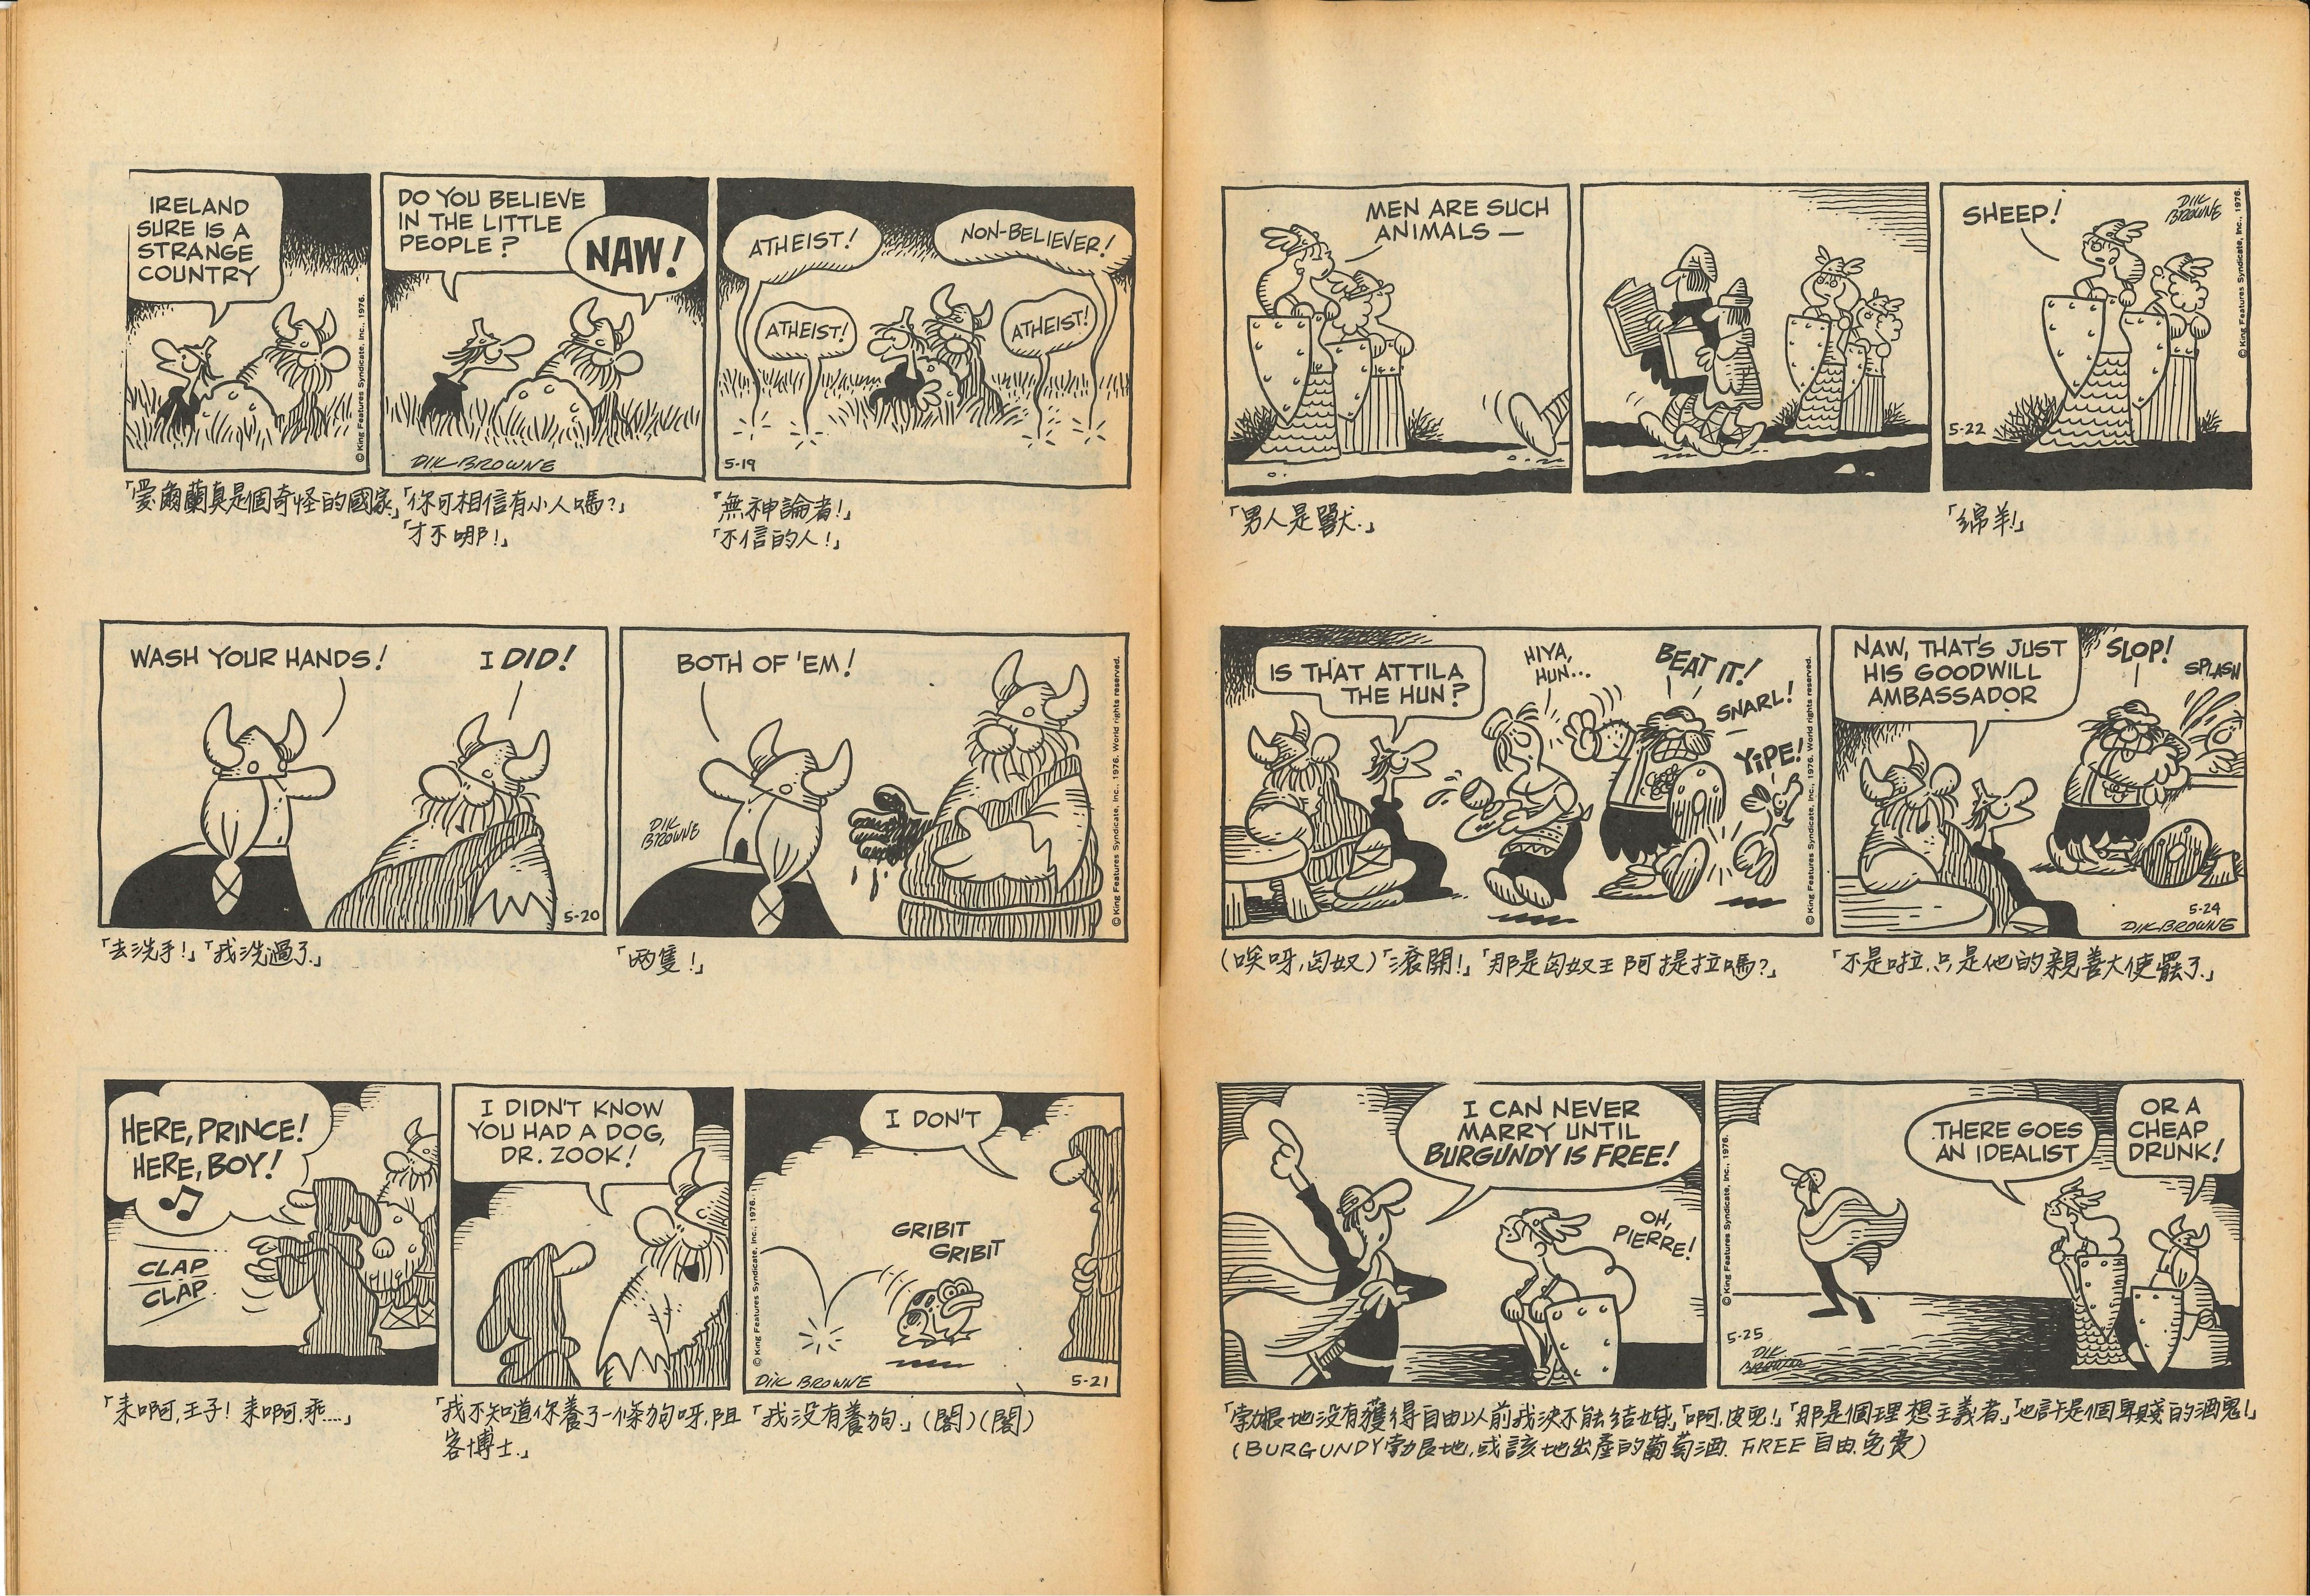 IRELAND
SURE IS A
STRANGE
COUNTRY
© King Features Syndicate, Inc., 1976.
DO YOU BELIEVE
IN THE LITTLE
PEOPLE?
NAW!
DIK BROWNE
ATHEIST!
NON-BELIEVER!
ATHEIST!
ATHEIST!
5-19
「愛爾蘭真是個奇怪的國家.」
「你可相信有小人嗎?」
「才不哪!」
「無神論者!」
「不信的人!」
WASH YOUR HANDS!
I DID!
5-20
BOTH OF 'EM!
DIK
BROWNE
© King Features Syndicate, Inc., 1976. World rights reserved.
「去洗手!」「我洗過了.」
「兩隻!」
HERE, PRINCE!
HERE, BOY!
CLAP
CLAP
I DIDN'T KNOW
YOU HAD A DOG,
DR. ZOOK!
I DON'T
GRIBIT
GRIBIT
© King Features Syndicate, Inc., 1976.
DIK BROWNE
5-21
「來啊,王子! 來啊,乖....」
「我不知道你養了一條狗呀,阻
客博士.」
「我没有養狗.」(閣)(閣)
MEN ARE SUCH
ANIMALS —
SHEEP!
DIK
BROWNE
5-22
© King Features Syndicate, Inc., 1976.
「男人是獸.」
「綿羊!」
IS THAT ATTILA
THE HUN?
HIYA,
HUN...
BEAT IT!
SNARL!
YIPE!
© King Features Syndicate, Inc., 1976. World rights reserved.
NAW, THAT'S JUST
HIS GOODWILL
AMBASSADOR
SLOP!
SPLASH
5-24
DIK BROWNE
(唉呀,匈奴)「滾開!」「那是匈奴王阿提拉嗎?」
「不是啦.只是他的親善大使罷了.」
I CAN NEVER
MARRY UNTIL
BURGUNDY IS FREE!
OH,
PIERRE!
© King Features Syndicate, Inc., 1976.
THERE GOES
AN IDEALIST
OR A
CHEAP
DRUNK!
5-25
DIK
BROWNE
「勃艮地没有獲得自由以前我決不能結婚.」「啊.皮耶!」「那是個理想主義者.」「也許是個卑賤的酒鬼!」
(BURGUNDY勃艮地.或該地出產的葡萄酒. FREE 自由.免費)